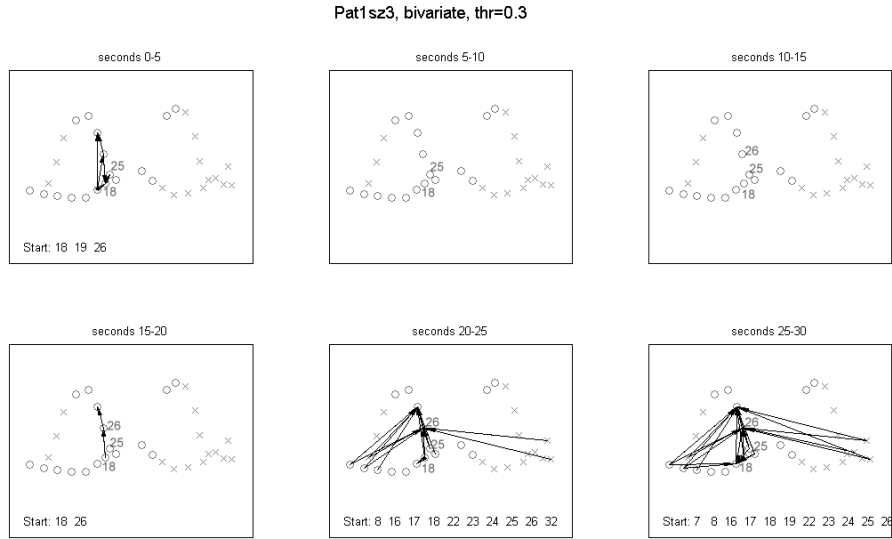 Pat1sz3, bivariate, thr=0.3
seconds 0-5
25
18
Start: 18 19 26
seconds 5-10
25
18
seconds 10-15
26
25
18
seconds 15-20
26
25
18
Start: 18 26
seconds 20-25
26
25
18
Start: 8 16 17 18 22 23 24 25 26 32
seconds 25-30
26
25
18
Start: 7 8 16 17 18 19 22 23 24 25 26